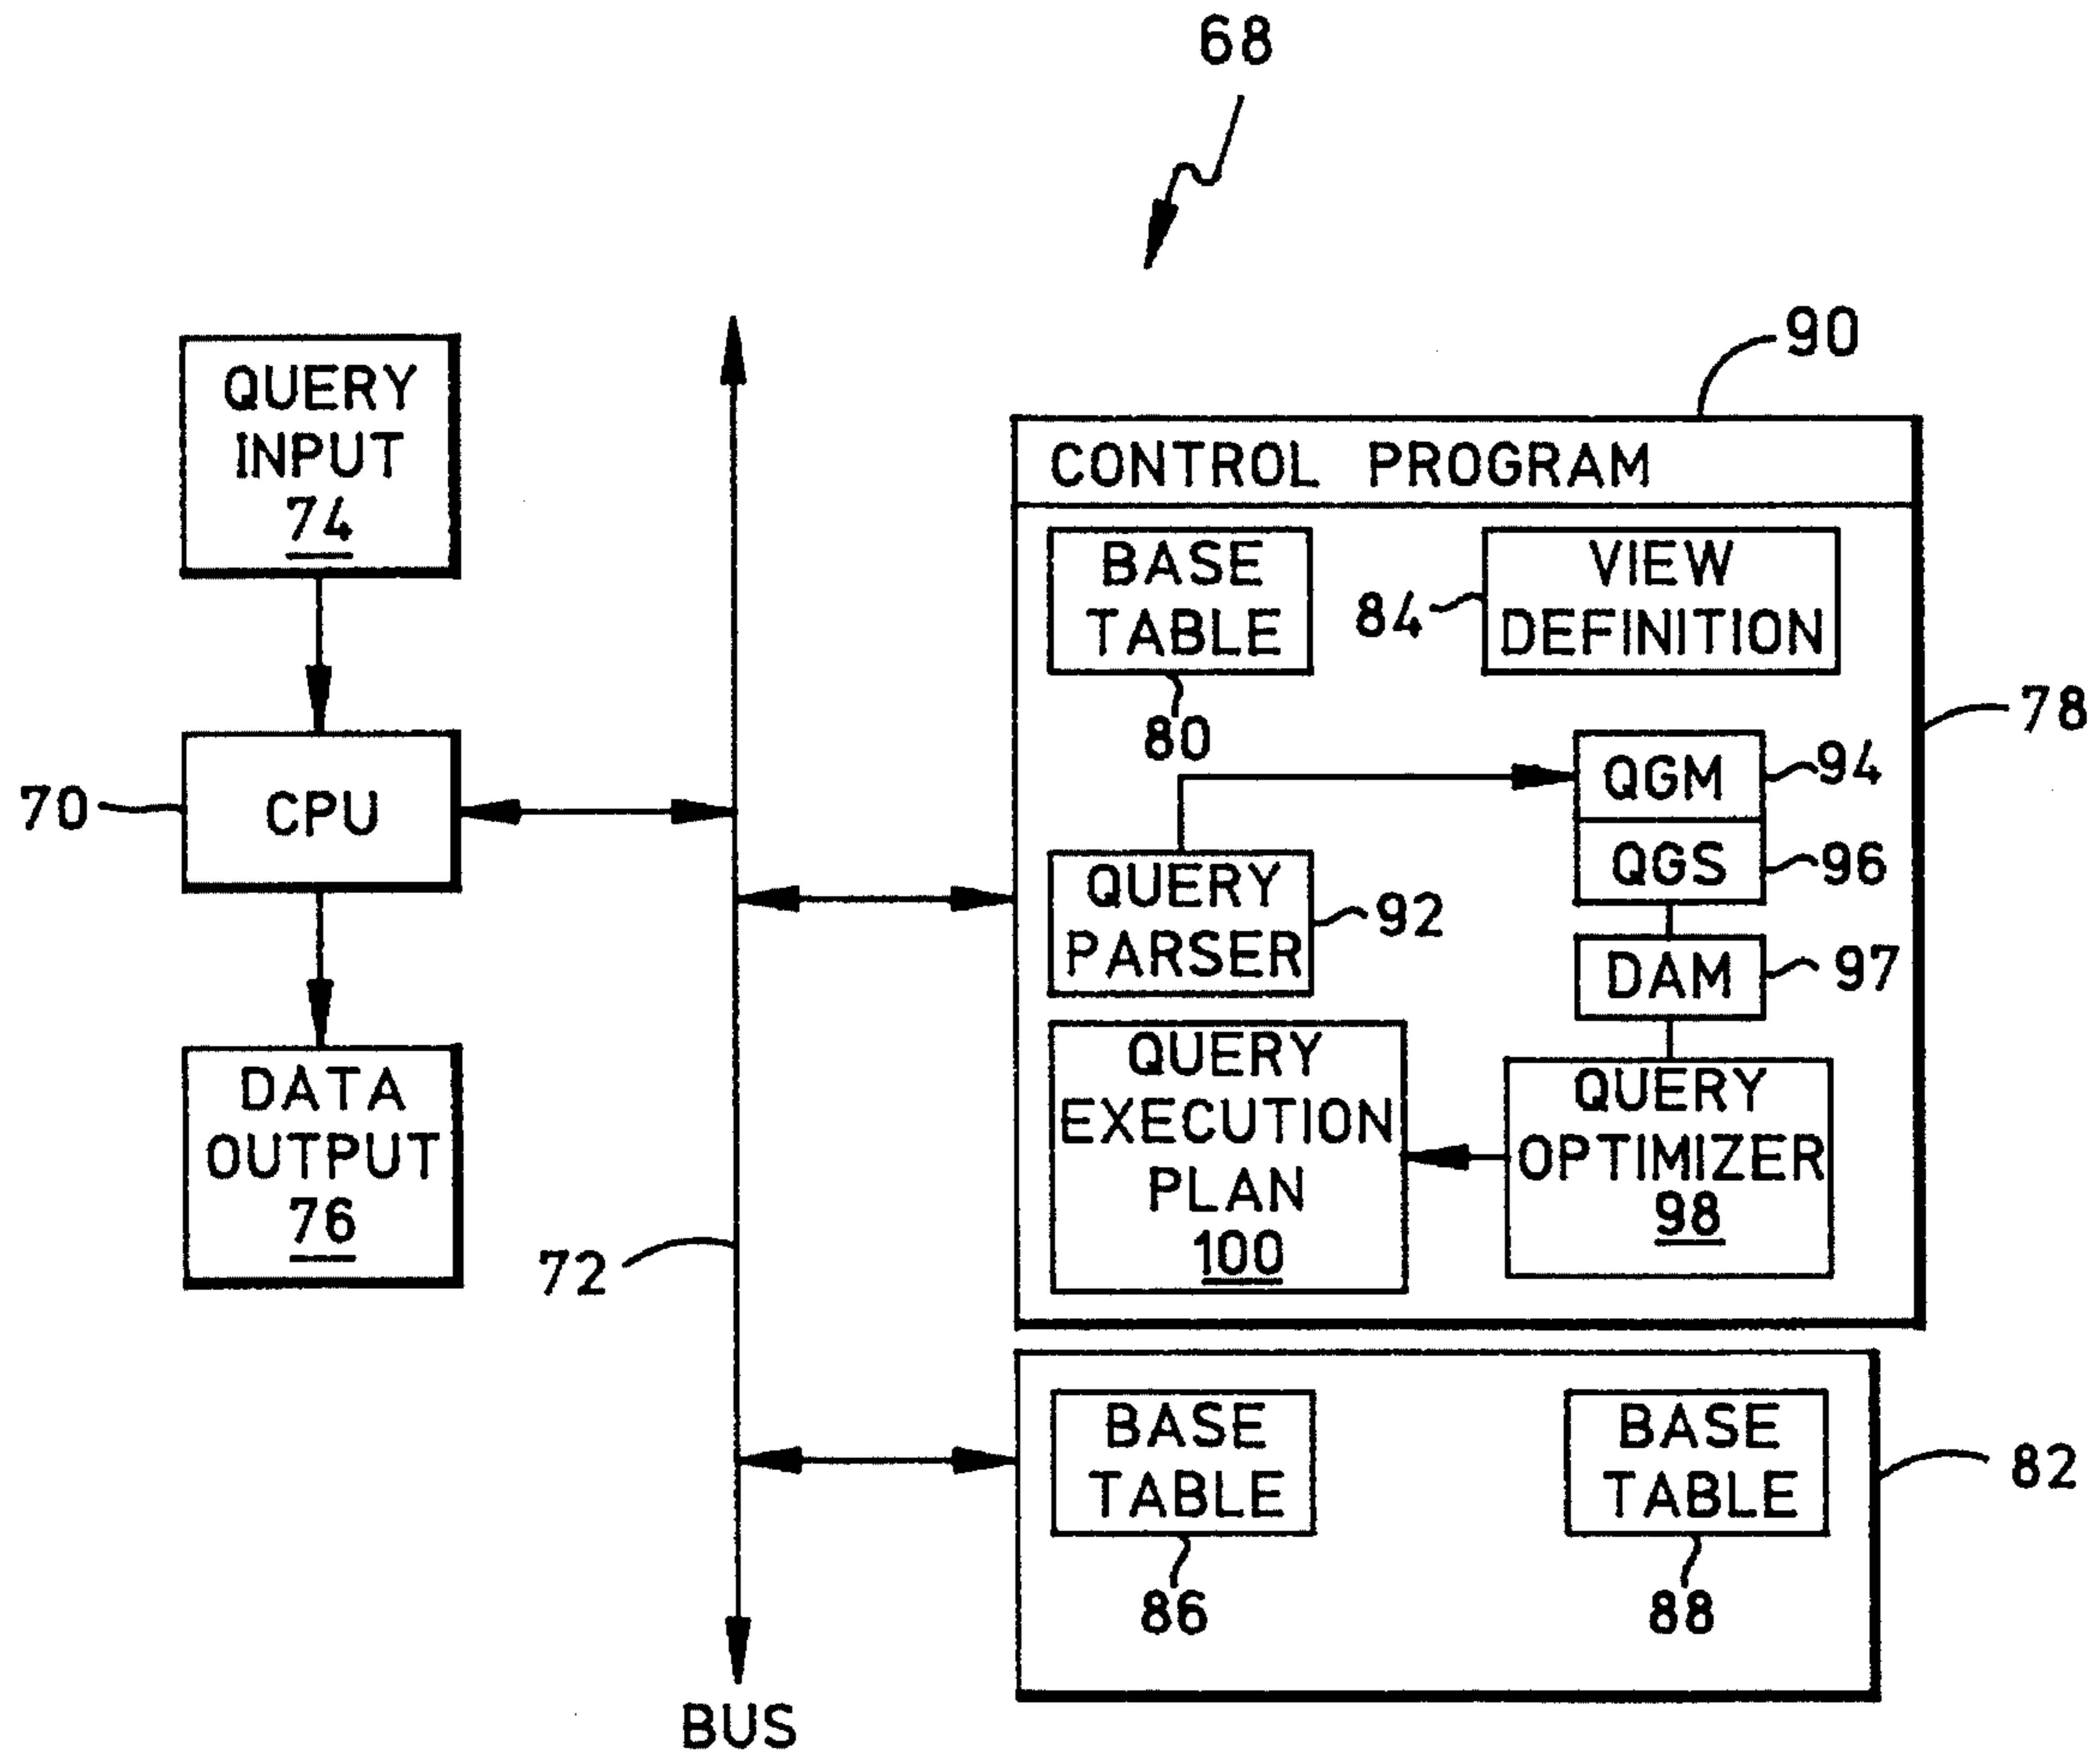 68
QUERY
INPUT
74
70
CPU
DATA
OUTPUT
76
72
BUS
90
CONTROL PROGRAM
BASE
TABLE
80
84
VIEW
DEFINITION
78
QGM
94
QGS
96
QUERY
PARSER
92
DAM
97
QUERY
EXECUTION
PLAN
100
QUERY
OPTIMIZER
98
BASE
TABLE
86
BASE
TABLE
88
82